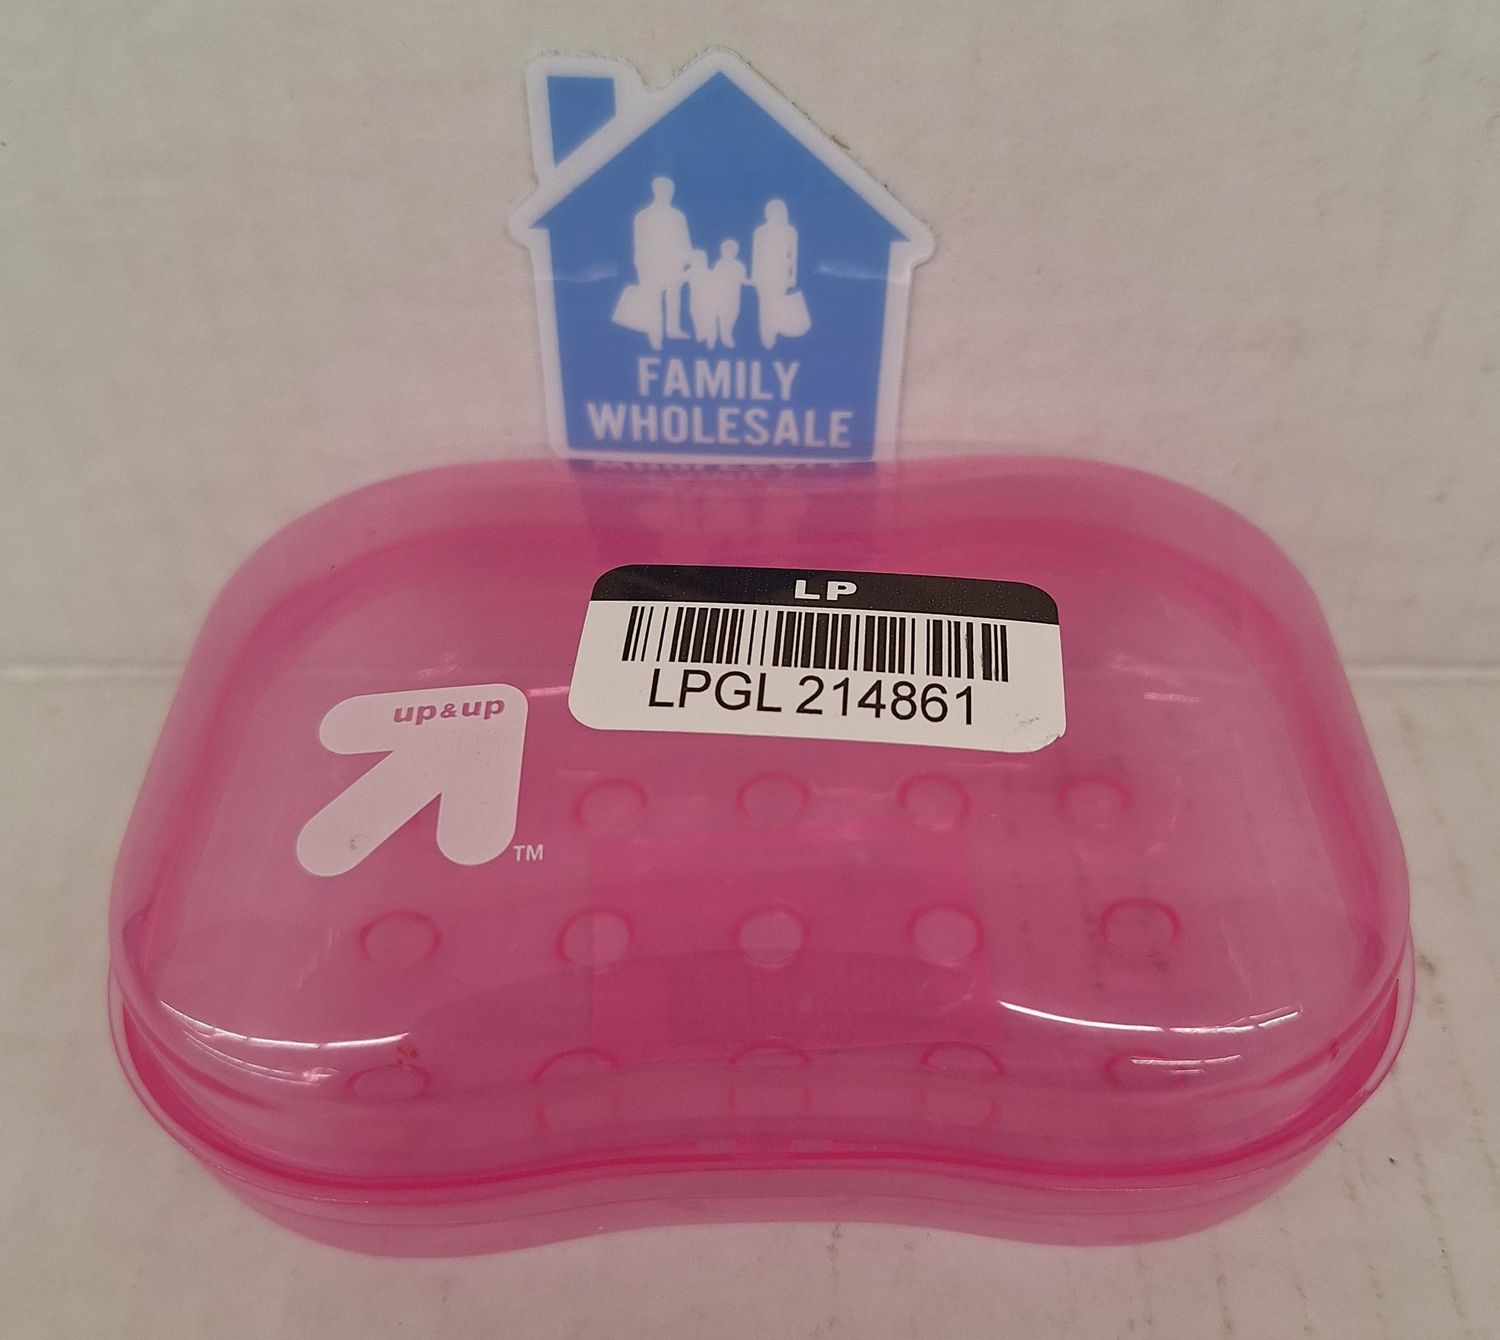 FAMILY
WHOLESALE
LP
LPGL 214861
up&up
TM